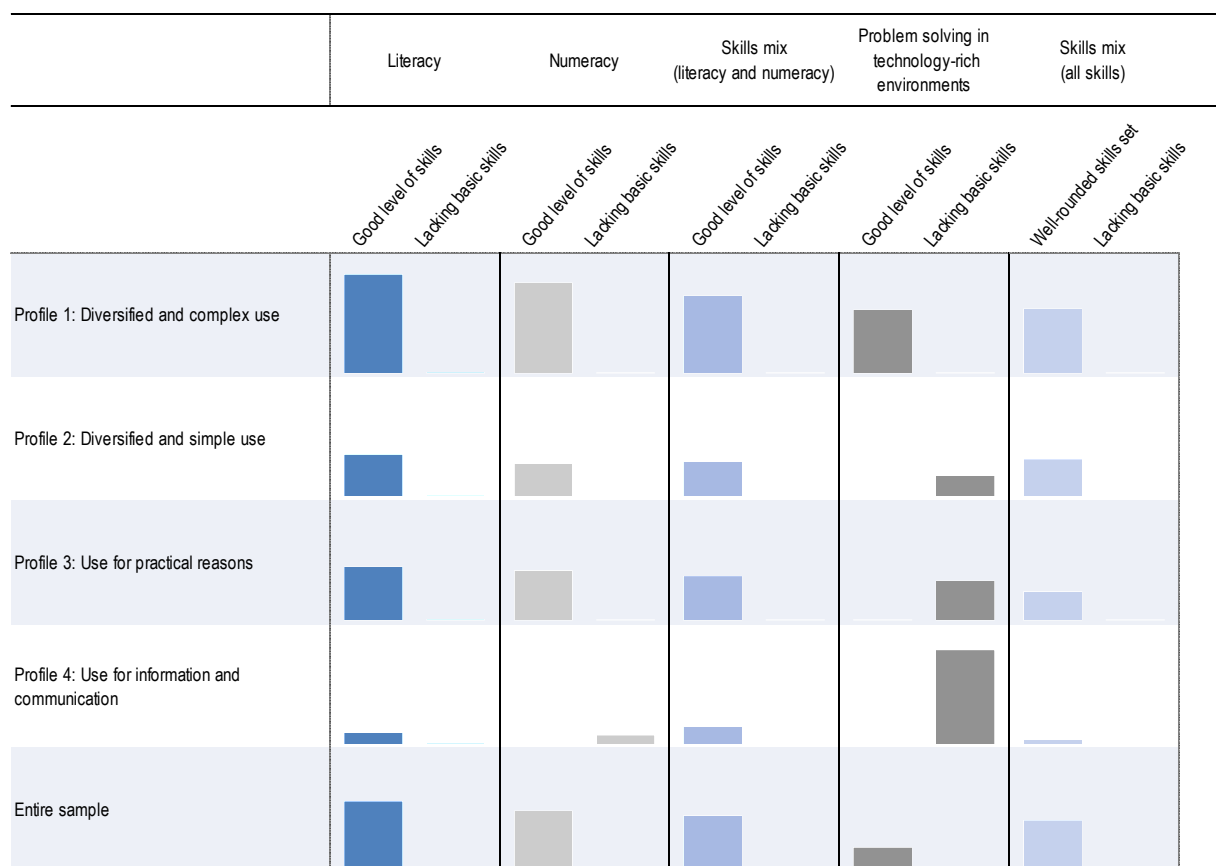 Literacy
Numeracy
Skills mix
(literacy and numeracy)
Problem solving in
technology-rich
environments
Skills mix
(all skills)
Good level of skills
Lacking basic skills
Good level of skills
Lacking basic skills
Good level of skills
Lacking basic skills
Good level of skills
Lacking basic skills
Well-rounded skills set
Lacking basic skills
Profile 1: Diversified and complex use
Profile 2: Diversified and simple use
Profile 3: Use for practical reasons
Profile 4: Use for information and
communication
Entire sample